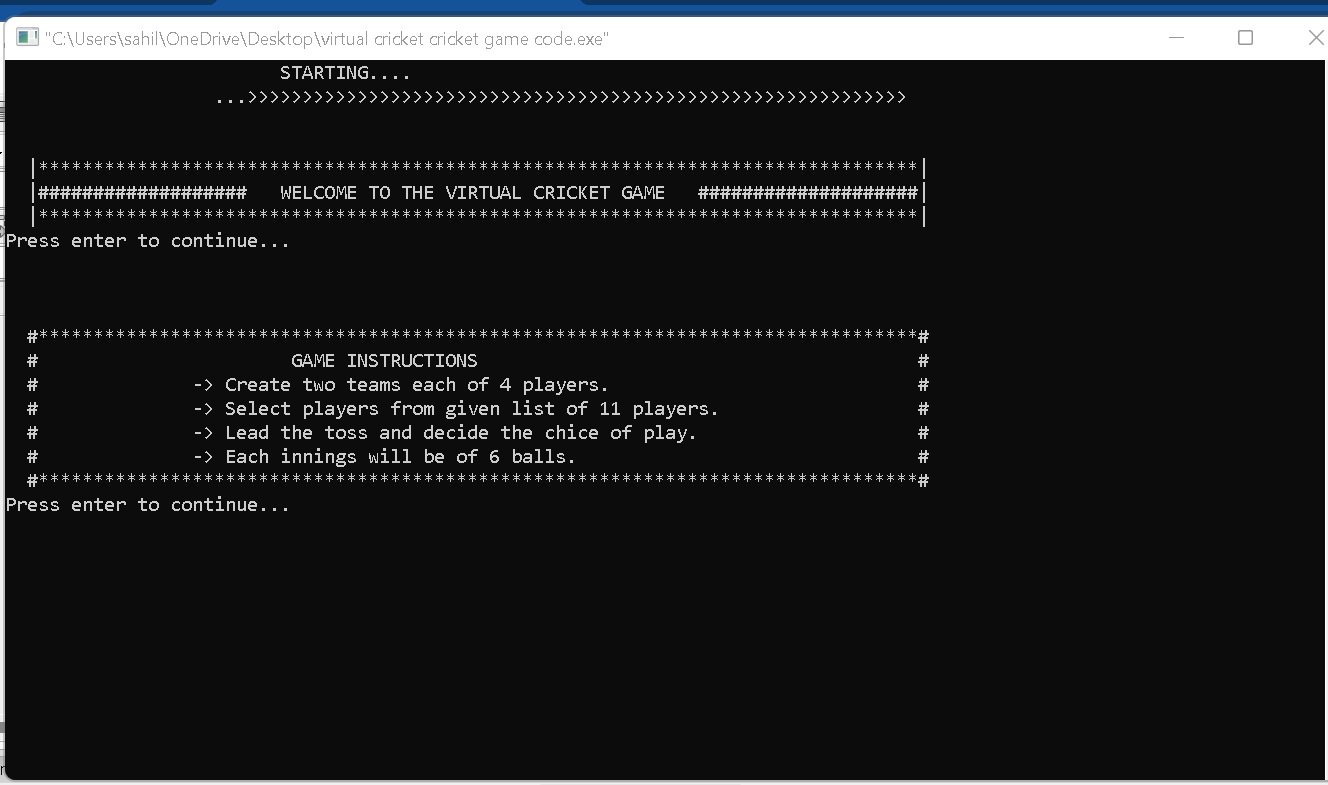 "C:\Users\sahil\OneDrive\Desktop\virtual cricket cricket game code.exe"
STARTING....
...>>>>>>>>>>>>>>>>>>>>>>>>>>>>>>>>>>>>>>>>>>>>>>>>>>>>>>>>>>>>
|********************************************************************************|
|################### WELCOME TO THE VIRTUAL CRICKET GAME ####################|
|********************************************************************************|
Press enter to continue...
#********************************************************************************#
# GAME INSTRUCTIONS #
# -> Create two teams each of 4 players. #
# -> Select players from given list of 11 players. #
# -> Lead the toss and decide the chice of play. #
# -> Each innings will be of 6 balls. #
#********************************************************************************#
Press enter to continue...